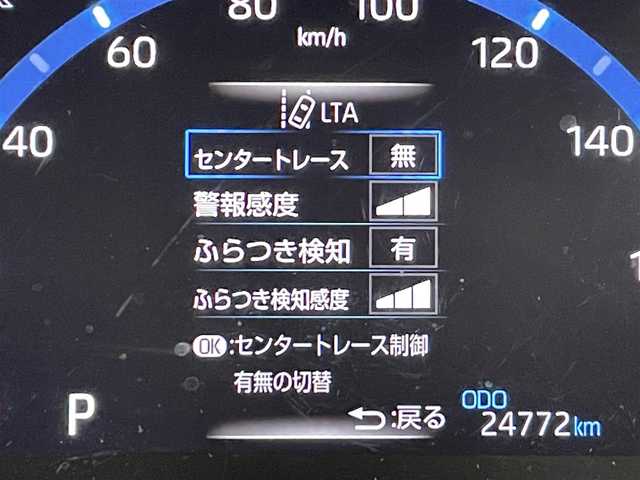 80 100
km/h
60 120
LTA
40 140
センタートレース 無
警報感度
ふらつき検知 有
ふらつき検知感度
OK:センタートレース制御
有無の切替
P :戻る ODO
24772km